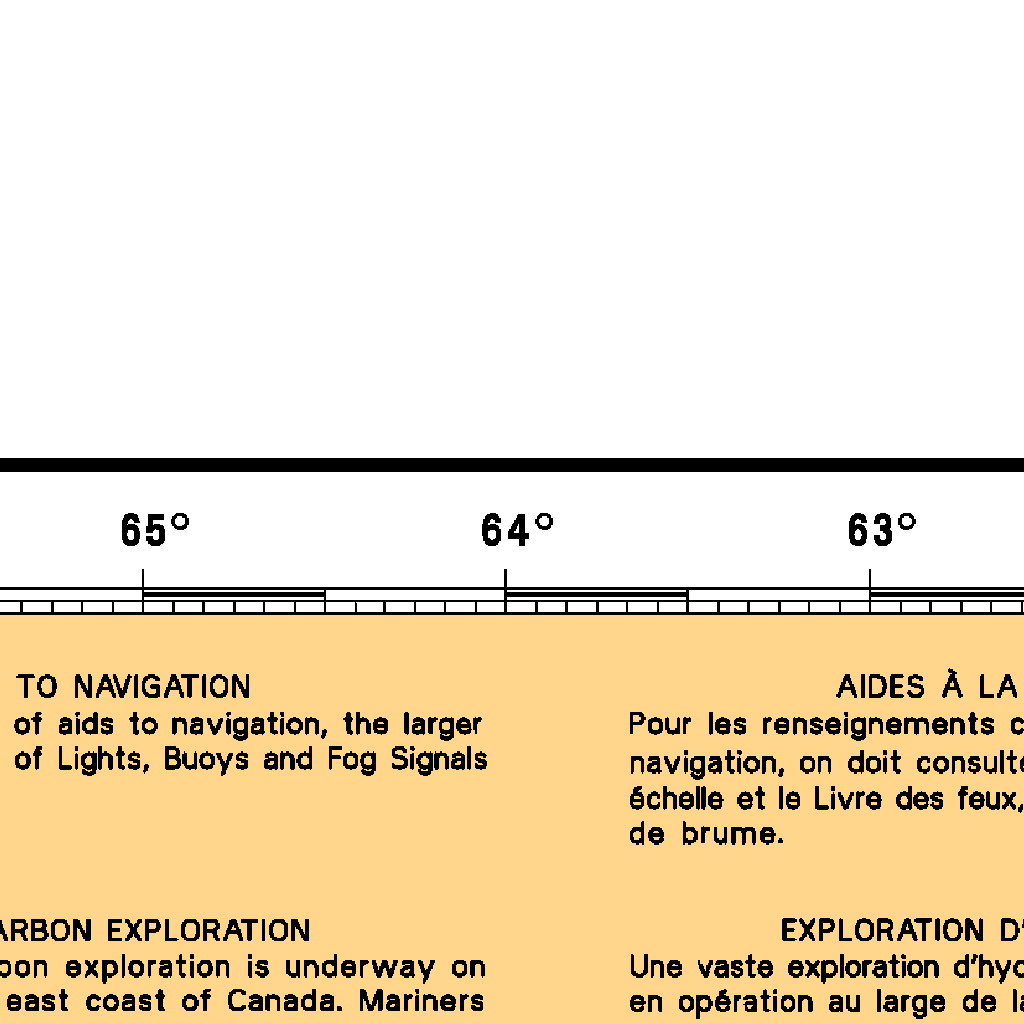 65° 64° 63°
TO NAVIGATION
of aids to navigation, the larger
of Lights, Buoys and Fog Signals
ARBON EXPLORATION
exploration is underway on
east coast of Canada. Mariners
AIDES À LA
Pour les renseignements c
navigation, on doit consulte
échelle et le Livre des feux,
de brume.
EXPLORATION D'
Une vaste exploration d'hyd
en opération au large de la